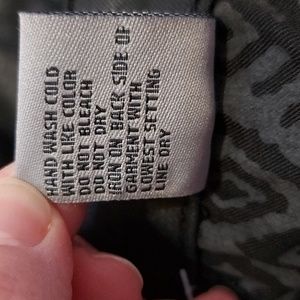 HAND WASH COLD
WITH LIKE COLOR
DO NOT BLEACH
DO NOT DRY
IRON IN BACK SIDE OF
GARMENT WITH
LOWEST SETTING
LINE DRY